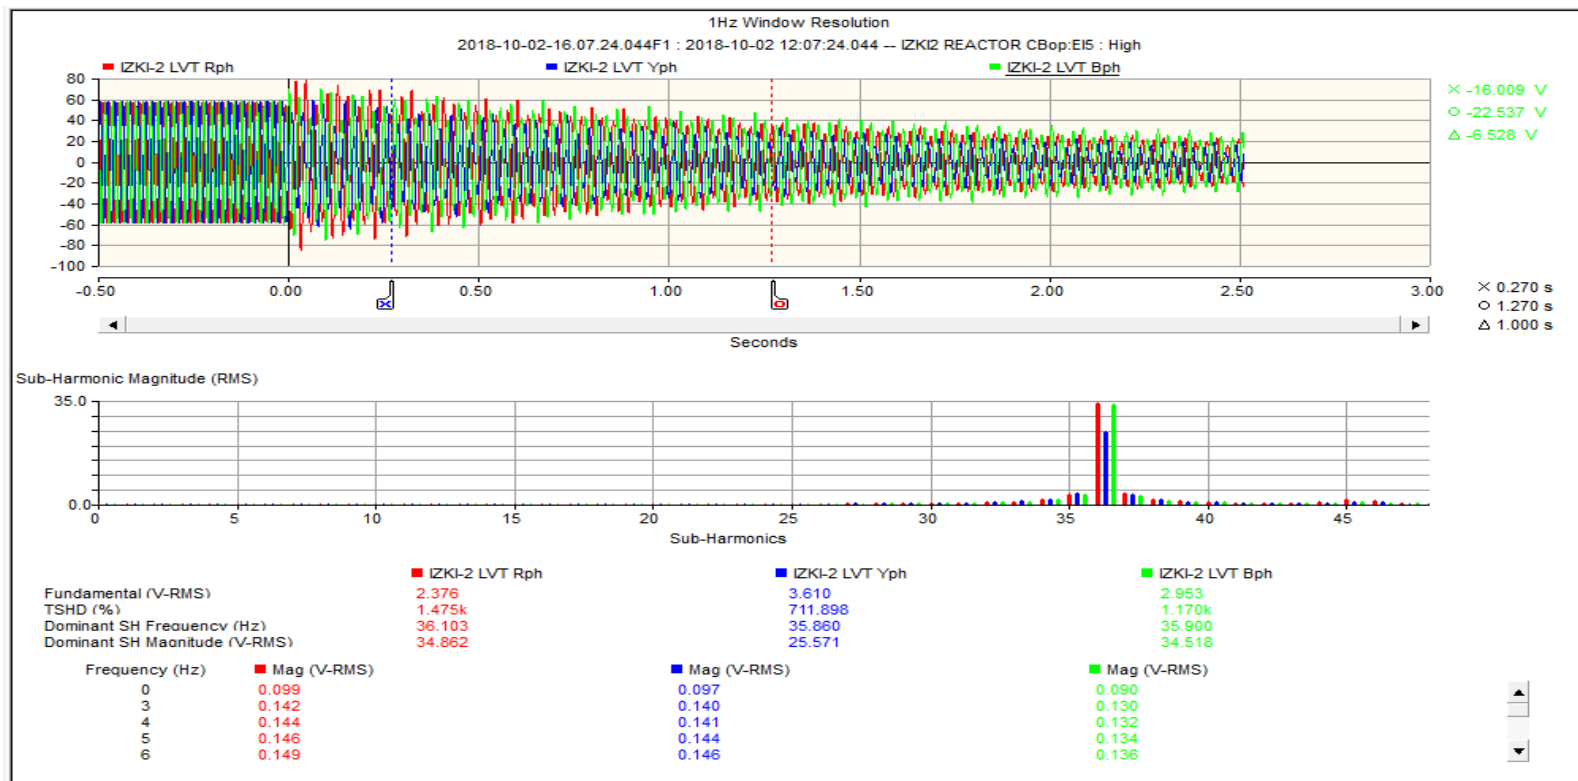 1Hz Window Resolution
2018-10-02-16.07.24.044F1 : 2018-10-02 12:07:24.044 -- IZKI2 REACTOR CBop:EI5 : High
IZKI-2 LVT Rph IZKI-2 LVT Yph IZKI-2 LVT Bph
80
60
40
20
0
-20
-40
-60
-80
-100
× -16.009 V
○ -22.537 V
△ -6.528 V
-0.50 0.00 0.50 1.00 1.50 2.00 2.50 3.00
× 0.270 s
○ 1.270 s
△ 1.000 s
Seconds
Sub-Harmonic Magnitude (RMS)
35.0
0.0
0 5 10 15 20 25 30 35 40 45
Sub-Harmonics
IZKI-2 LVT Rph IZKI-2 LVT Yph IZKI-2 LVT Bph
Fundamental (V-RMS) 2.376 3.610 2.953
TSHD (%) 1.475k 711.898 1.170k
Dominant SH Frequency (Hz) 36.103 35.860 35.900
Dominant SH Magnitude (V-RMS) 34.862 25.571 34.518
Frequency (Hz) Mag (V-RMS) Mag (V-RMS) Mag (V-RMS)
0 0.099 0.097 0.090
3 0.142 0.140 0.130
4 0.144 0.141 0.132
5 0.146 0.144 0.134
6 0.149 0.146 0.136